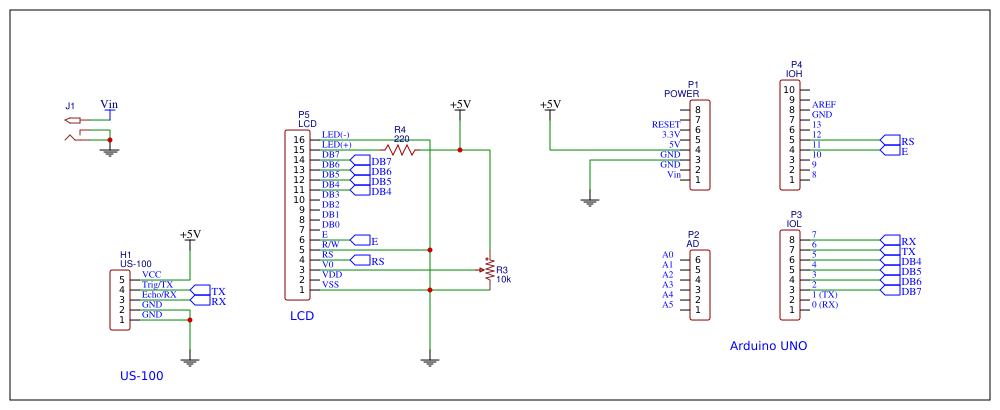 J1
Vin
H1
US-100
+5V
5 VCC
4 Trig/TX TX
3 Echo/RX RX
2 GND
1 GND
US-100
P5
LCD
16 LED(-)
15 LED(+)
14 DB7 DB7
13 DB6 DB6
12 DB5 DB5
11 DB4 DB4
10 DB3
9 DB2
8 DB1
7 DB0
6 E E
5 R/W
4 RS RS
3 V0
2 VDD
1 VSS
LCD
R4
220
+5V
R3
10k
+5V
P1
POWER
8
RESET 7
3.3V 6
5V 5
GND 4
GND 3
Vin 2
1
P2
AD
A0 6
A1 5
A2 4
A3 3
A4 2
A5 1
P4
IOH
10
9 AREF
8 GND
7 13
6 12
5 11 RS
4 10 E
3 9
2 8
1
P3
IOL
8 7 RX
7 6 TX
6 5 DB4
5 4 DB5
4 3 DB6
3 2 DB7
2 1 (TX)
1 0 (RX)
Arduino UNO